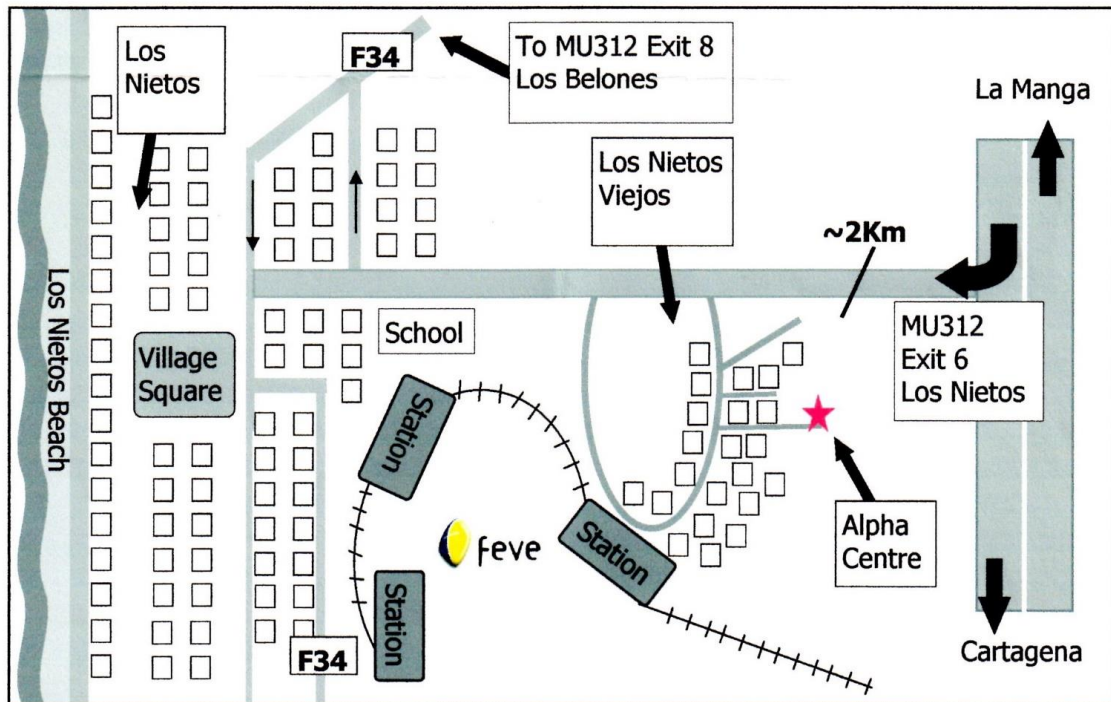 Los
Nietos
F34
To MU312 Exit 8
Los Belones
La Manga
Los Nietos
Viejos
~2Km
Los Nietos Beach
MU312
Exit 6
Los Nietos
School
Village
Square
Station
Station
feve
Station
Alpha
Centre
F34
Cartagena